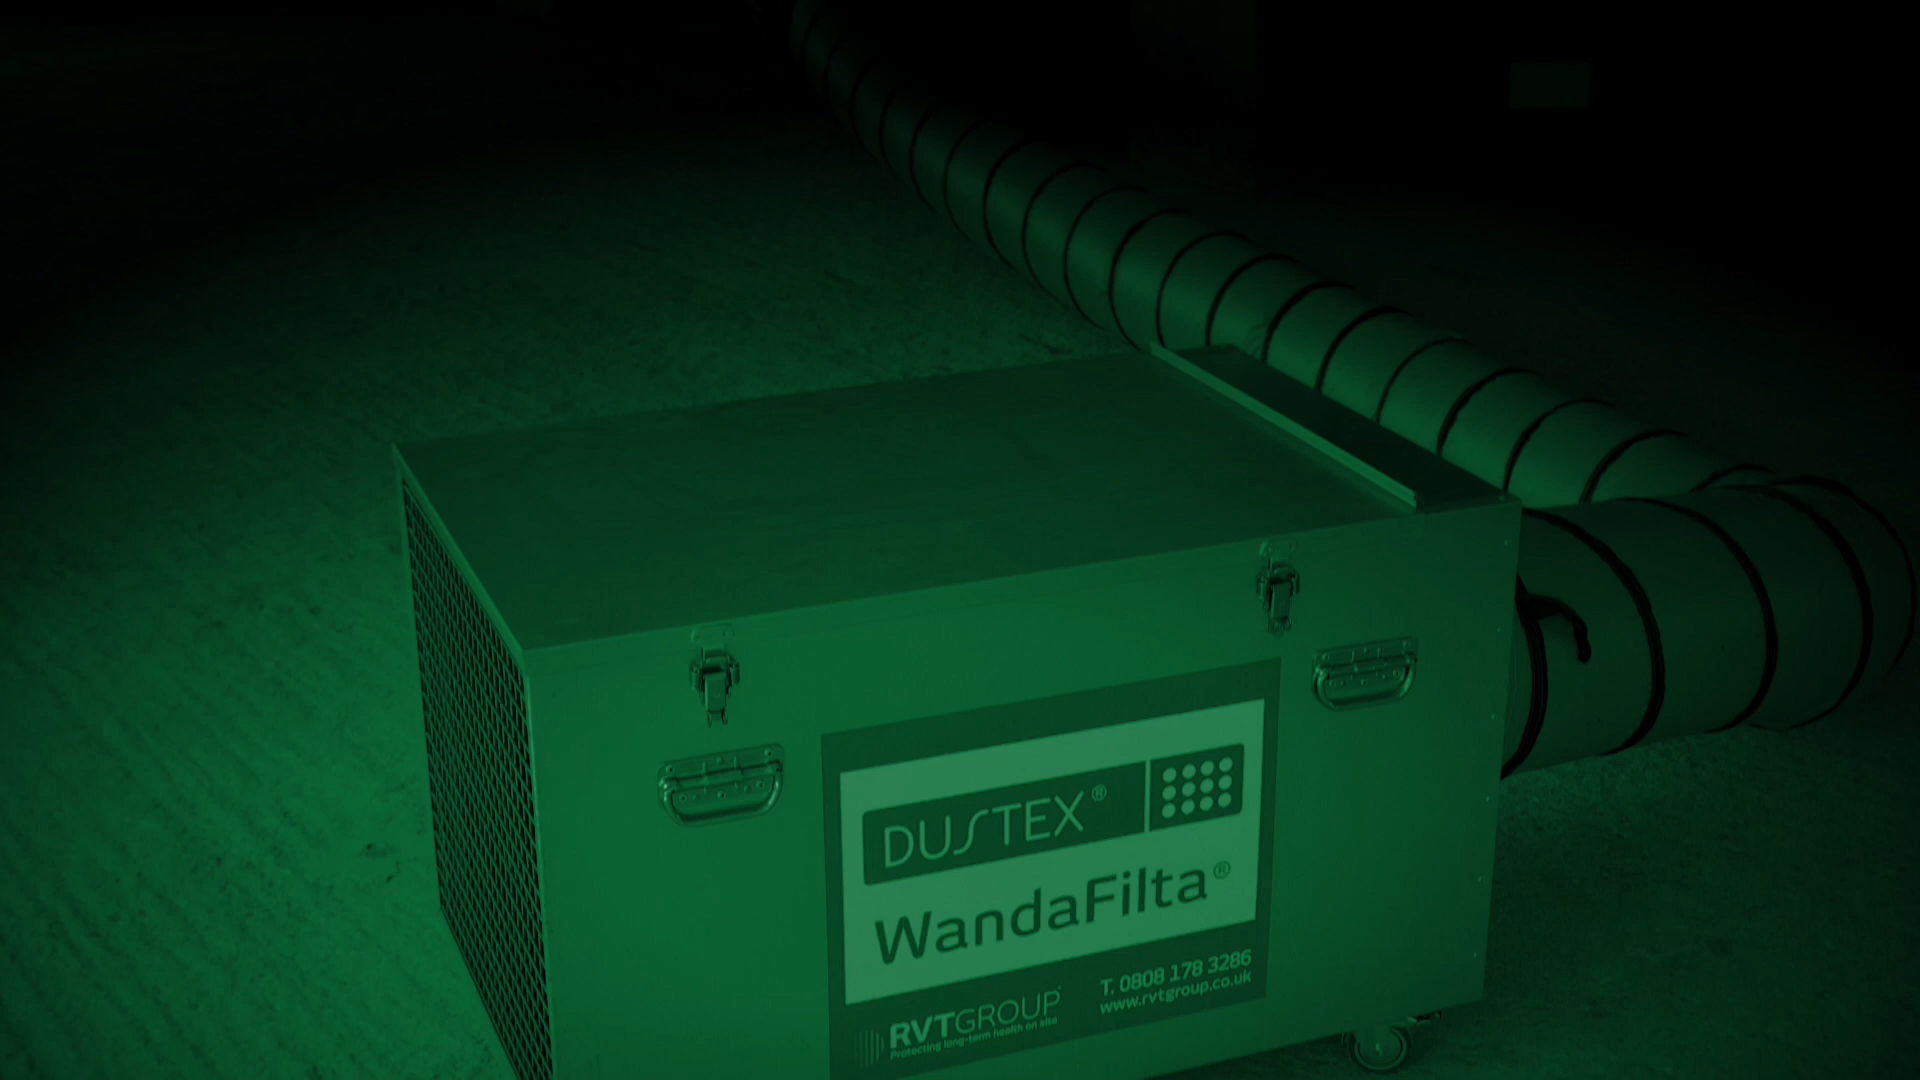 DUSTEX®
WandaFilta®
RVTGROUP
Protecting long-term health on site
T. 0808 178 3286
www.rvtgroup.co.uk